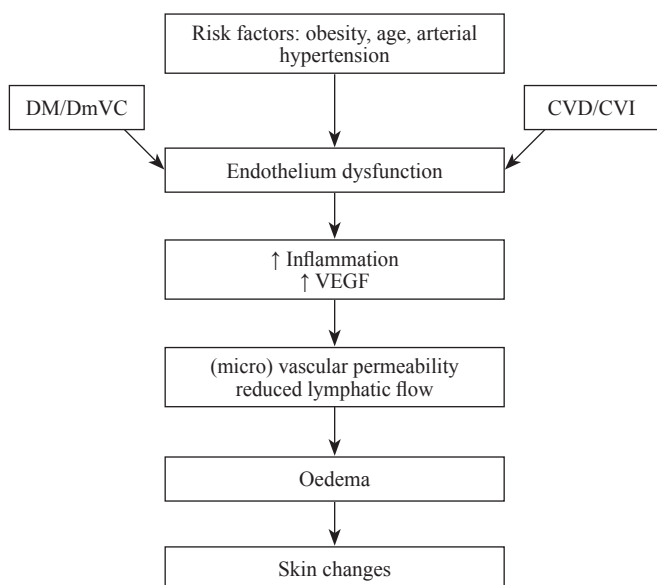 Risk factors: obesity, age, arterial
hypertension
DM/DmVC
CVD/CVI
Endothelium dysfunction
↑ Inflammation
↑ VEGF
(micro) vascular permeability
reduced lymphatic flow
Oedema
Skin changes